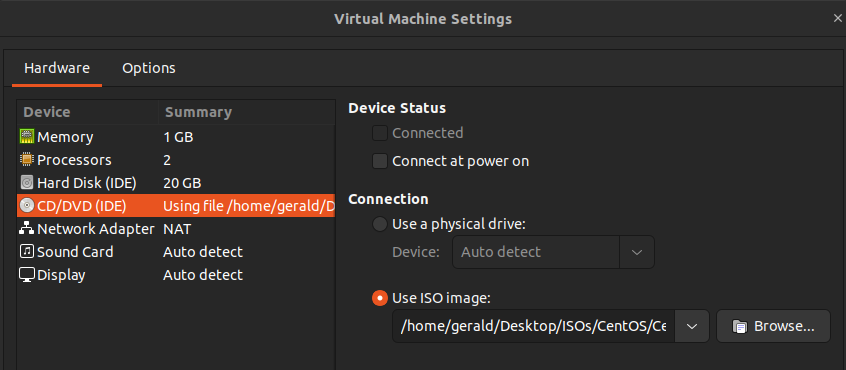 Virtual Machine Settings
Hardware Options
Device Summary
Memory 1 GB
Processors 2
Hard Disk (IDE) 20 GB
CD/DVD (IDE) Using file /home/gerald/D
Network Adapter NAT
Sound Card Auto detect
Display Auto detect
Device Status
Connected
Connect at power on
Connection
Use a physical drive:
Device: Auto detect
Use ISO image:
/home/gerald/Desktop/ISOs/CentOS/Ce Browse...